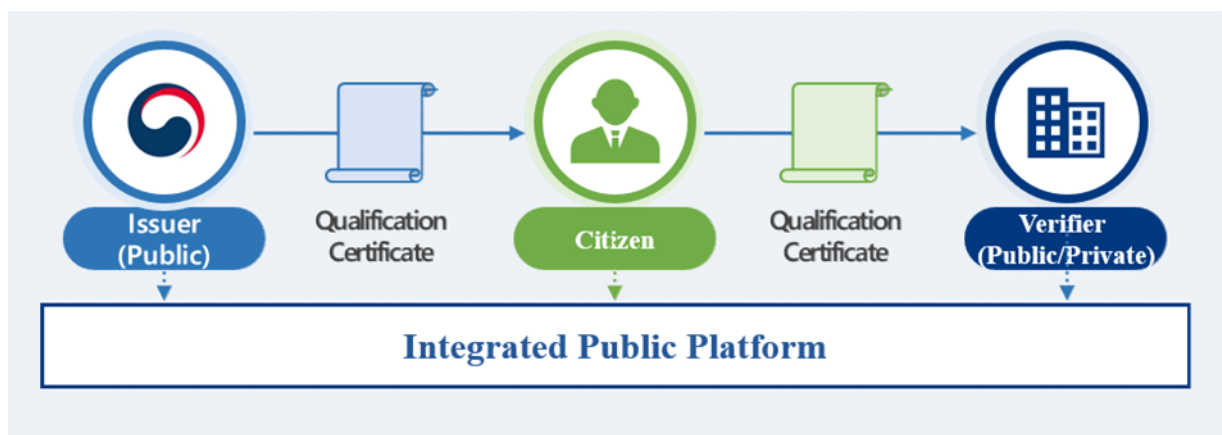 Issuer
(Public)
Qualification
Certificate
Citizen
Qualification
Certificate
Verifier
(Public/Private)
Integrated Public Platform